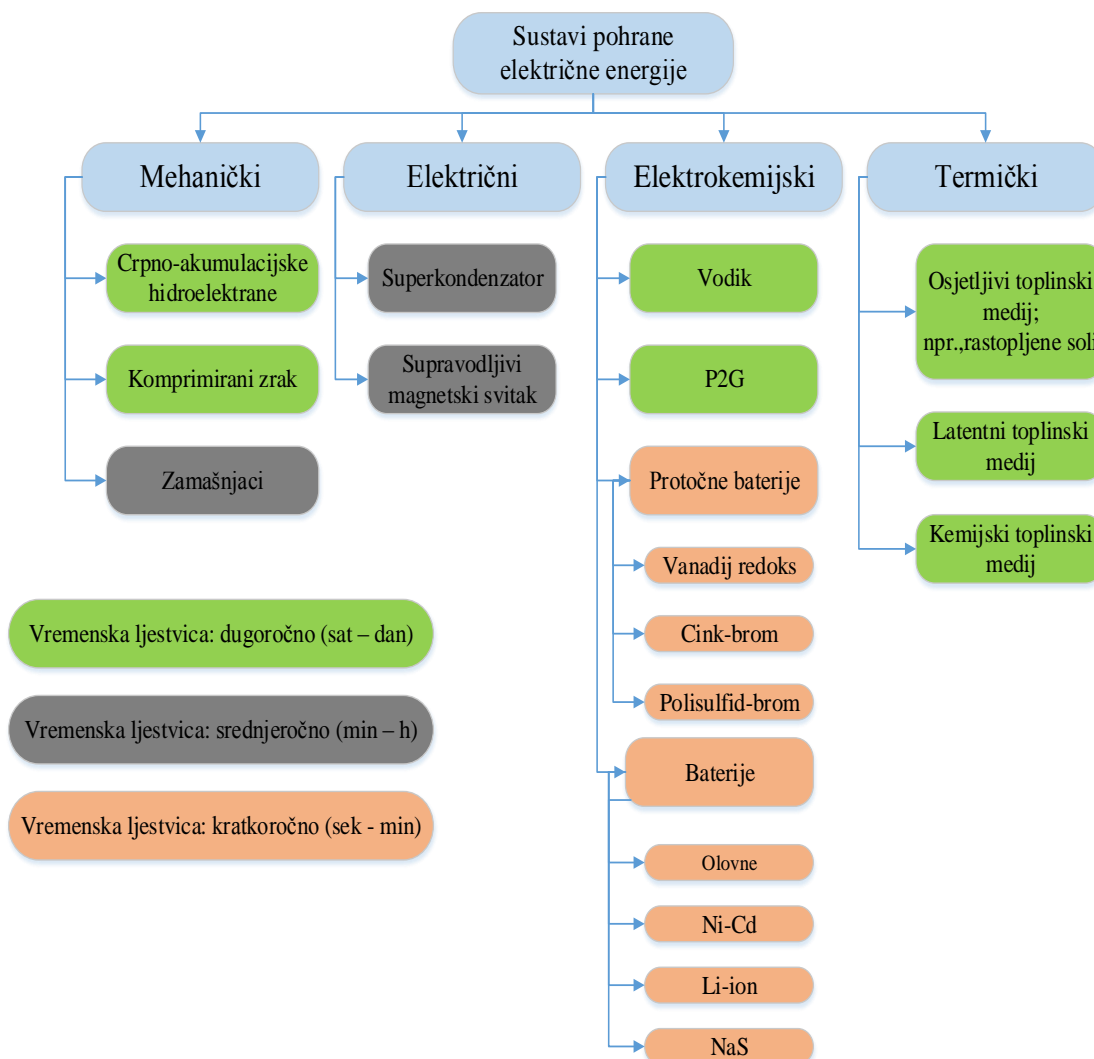 Sustavi pohrane
električne energije
Mehanički
Električni
Elektrokemijski
Termički
Crpno-akumulacijske
hidroelektrane
Komprimirani zrak
Zamašnjaci
Superkondenzator
Supravodljivi
magnetski svitak
Vodik
P2G
Protočne baterije
Vanadij redoks
Cink-brom
Polisulfid-brom
Baterije
Olovne
Ni-Cd
Li-ion
NaS
Osjetljivi toplinski
medij;
npr.,rastopljene soli
Latentni toplinski
medij
Kemijski toplinski
medij
Vremenska ljestvica: dugoročno (sat – dan)
Vremenska ljestvica: srednjeročno (min – h)
Vremenska ljestvica: kratkoročno (sek - min)